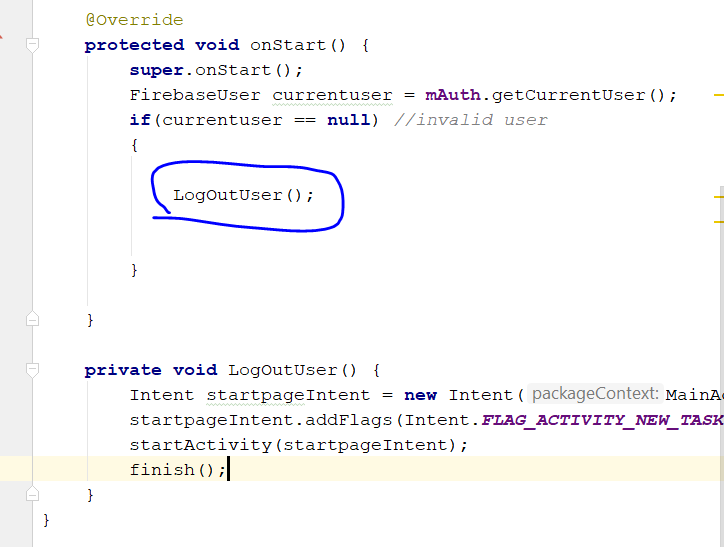 @Override
protected void onStart() {
super.onStart();
FirebaseUser currentuser = mAuth.getCurrentUser();
if(currentuser == null) //invalid user
{
LogOutUser();
}
}
private void LogOutUser() {
Intent startpageIntent = new Intent( packageContext: MainAc
startpageIntent.addFlags(Intent.FLAG_ACTIVITY_NEW_TASK
startActivity(startpageIntent);
finish();
}
}